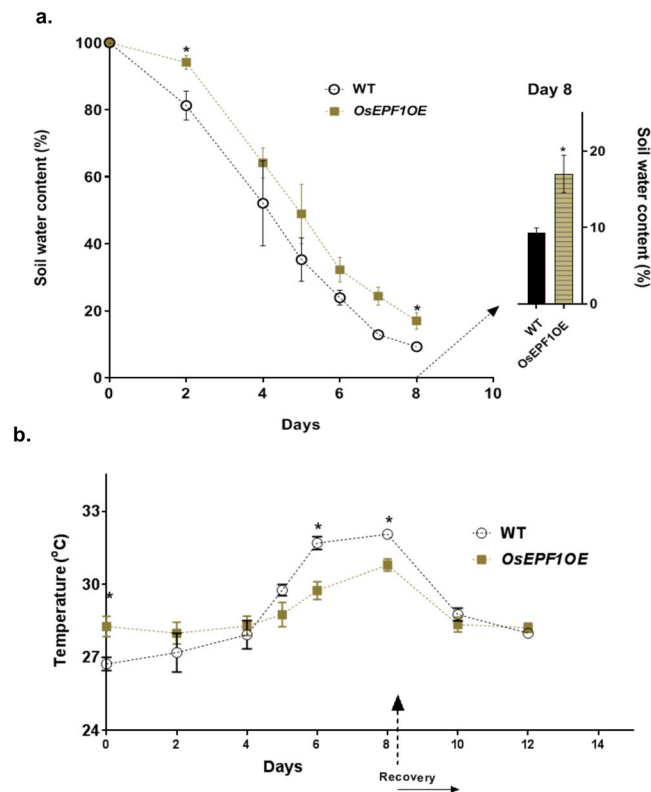 a.
100
80
60
40
20
0
Soil water content (%)
*
*
WT
OsEPF1OE
0 2 4 6 8 10
Days
Day 8
*
20
10
0
Soil water content (%)
WT
OsEPF1OE
b.
33
30
27
24
Temperature (°C)
*
*
*
WT
OsEPF1OE
0 2 4 6 8 10 12 14
Days
Recovery